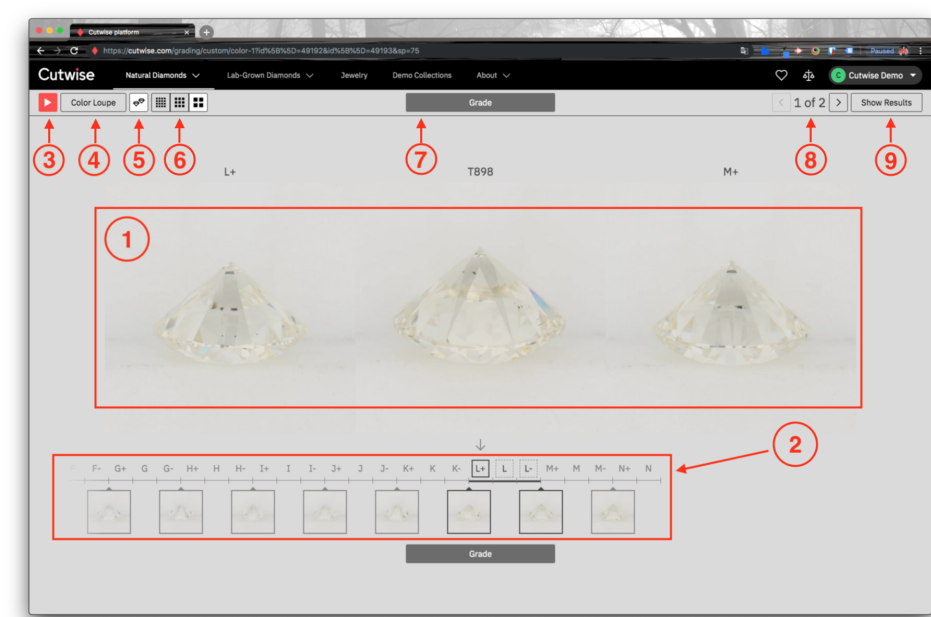 Cutwise platform
https://cutwise.com/grading/custom/color-1?id%5B%5D=49192&id%5B%5D=49193&sp=75
Paused
Cutwise
Natural Diamonds
Lab-Grown Diamonds
Jewelry
Demo Collections
About
C
Cutwise Demo
Color Loupe
Grade
1 of 2
Show Results
3
4
5
6
7
8
9
L+
T898
M+
1
2
F F- G+ G G- H+ H H- I+ I I- J+ J J- K+ K K- L+ L L- M+ M M- N+ N
Grade